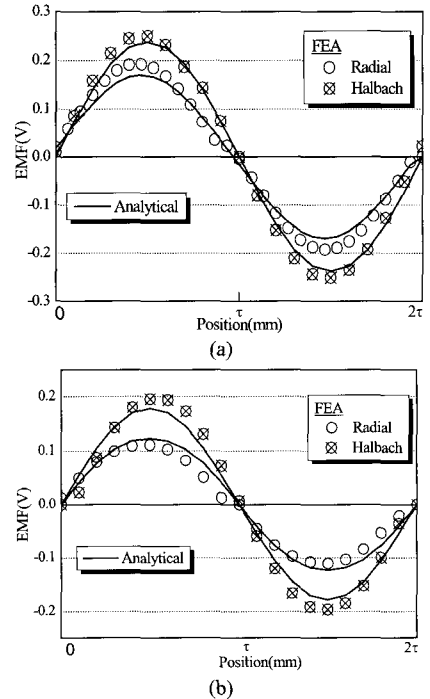 (a)
0.3
0.2
0.1
0.0
-0.1
-0.2
-0.3
EMF(V)
FEA
Radial
Halbach
Analytical
0
τ
2τ
Position(mm)
(a)
0.2
0.1
0.0
-0.1
-0.2
EMF(V)
FEA
Radial
Halbach
Analytical
0
τ
2τ
Position(mm)
(b)